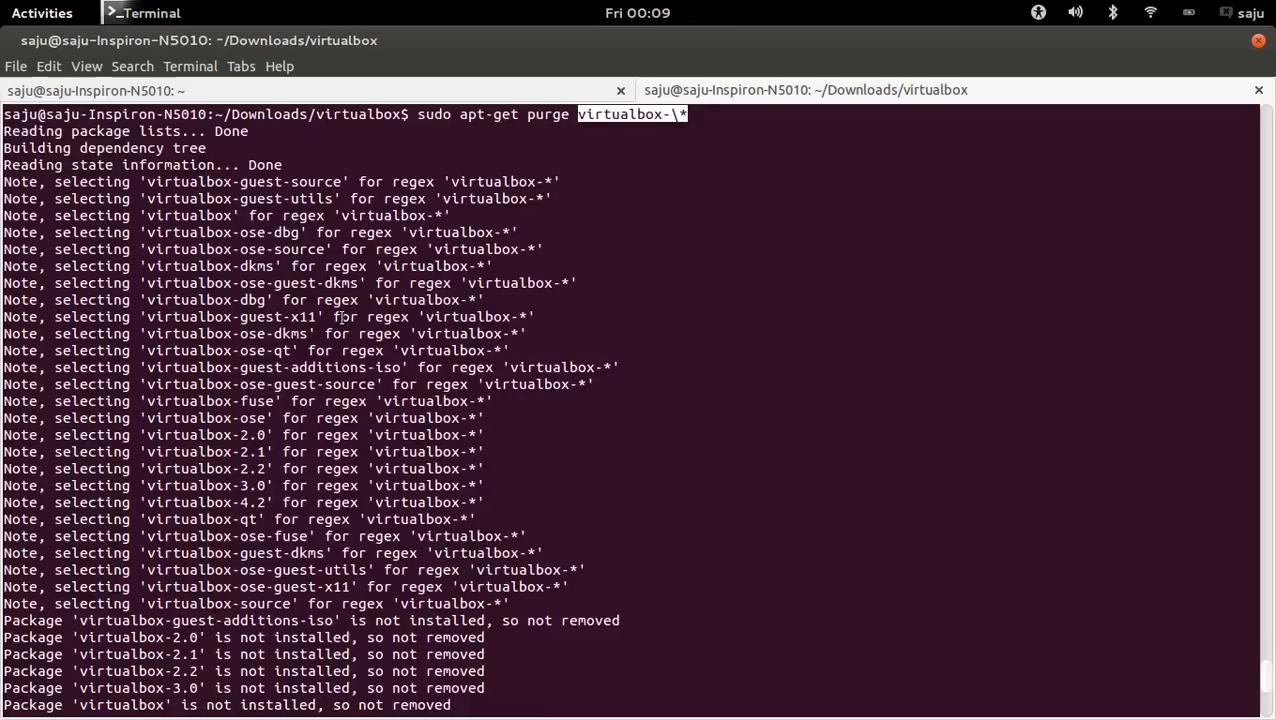 Activities
>_Terminal
Fri 00:09
saju
saju@saju-Inspiron-N5010: ~/Downloads/virtualbox
File Edit View Search Terminal Tabs Help
saju@saju-Inspiron-N5010: ~
saju@saju-Inspiron-N5010: ~/Downloads/virtualbox
saju@saju-Inspiron-N5010:~/Downloads/virtualbox$ sudo apt-get purge virtualbox-\*
Reading package lists... Done
Building dependency tree
Reading state information... Done
Note, selecting 'virtualbox-guest-source' for regex 'virtualbox-*'
Note, selecting 'virtualbox-guest-utils' for regex 'virtualbox-*'
Note, selecting 'virtualbox' for regex 'virtualbox-*'
Note, selecting 'virtualbox-ose-dbg' for regex 'virtualbox-*'
Note, selecting 'virtualbox-ose-source' for regex 'virtualbox-*'
Note, selecting 'virtualbox-dkms' for regex 'virtualbox-*'
Note, selecting 'virtualbox-ose-guest-dkms' for regex 'virtualbox-*'
Note, selecting 'virtualbox-dbg' for regex 'virtualbox-*'
Note, selecting 'virtualbox-guest-x11' for regex 'virtualbox-*'
Note, selecting 'virtualbox-ose-dkms' for regex 'virtualbox-*'
Note, selecting 'virtualbox-ose-qt' for regex 'virtualbox-*'
Note, selecting 'virtualbox-guest-additions-iso' for regex 'virtualbox-*'
Note, selecting 'virtualbox-ose-guest-source' for regex 'virtualbox-*'
Note, selecting 'virtualbox-fuse' for regex 'virtualbox-*'
Note, selecting 'virtualbox-ose' for regex 'virtualbox-*'
Note, selecting 'virtualbox-2.0' for regex 'virtualbox-*'
Note, selecting 'virtualbox-2.1' for regex 'virtualbox-*'
Note, selecting 'virtualbox-2.2' for regex 'virtualbox-*'
Note, selecting 'virtualbox-3.0' for regex 'virtualbox-*'
Note, selecting 'virtualbox-4.2' for regex 'virtualbox-*'
Note, selecting 'virtualbox-qt' for regex 'virtualbox-*'
Note, selecting 'virtualbox-ose-fuse' for regex 'virtualbox-*'
Note, selecting 'virtualbox-guest-dkms' for regex 'virtualbox-*'
Note, selecting 'virtualbox-ose-guest-utils' for regex 'virtualbox-*'
Note, selecting 'virtualbox-ose-guest-x11' for regex 'virtualbox-*'
Note, selecting 'virtualbox-source' for regex 'virtualbox-*'
Package 'virtualbox-guest-additions-iso' is not installed, so not removed
Package 'virtualbox-2.0' is not installed, so not removed
Package 'virtualbox-2.1' is not installed, so not removed
Package 'virtualbox-2.2' is not installed, so not removed
Package 'virtualbox-3.0' is not installed, so not removed
Package 'virtualbox' is not installed, so not removed